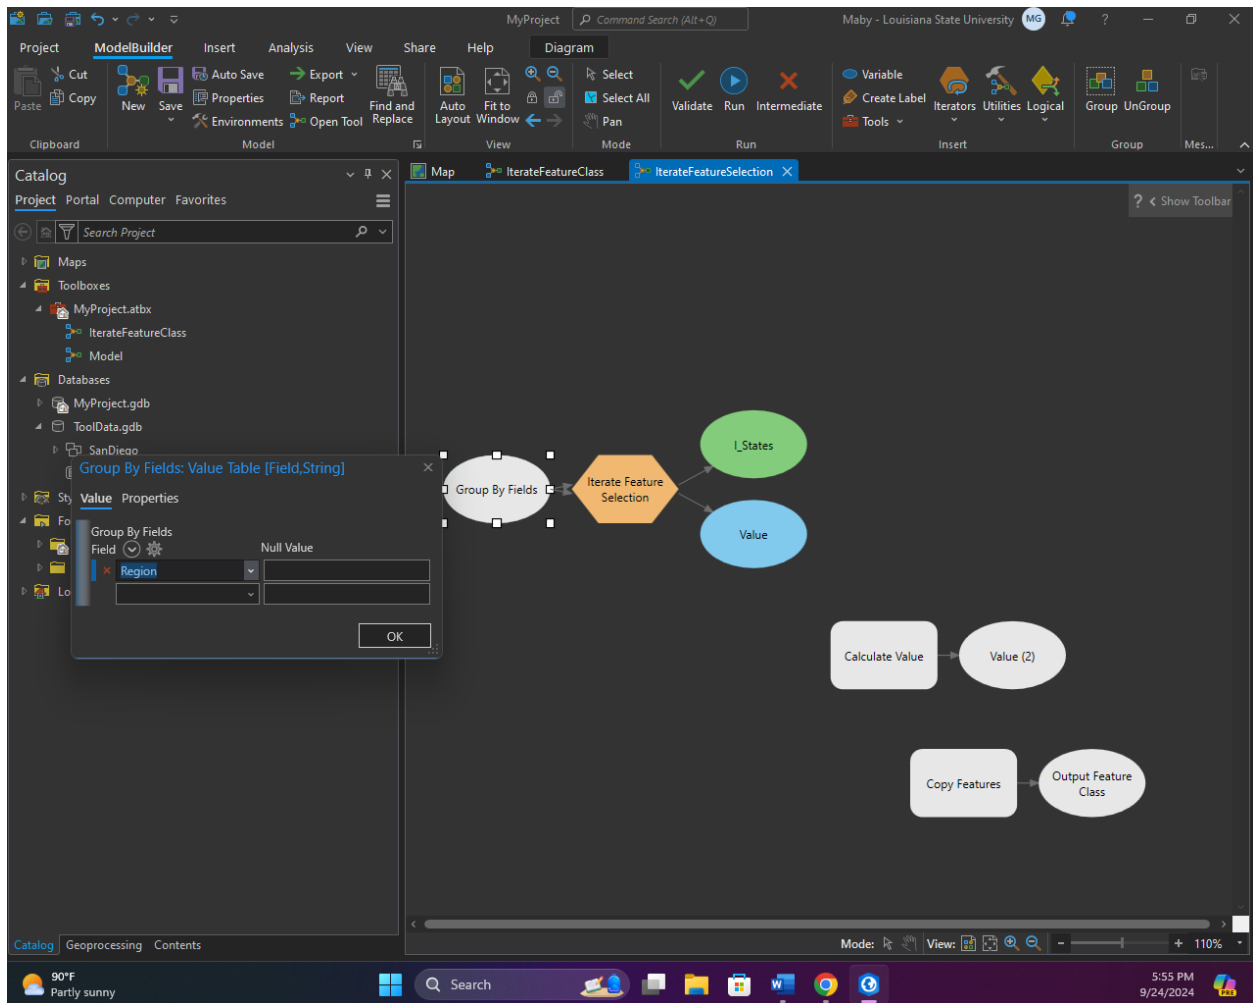 MyProject
Command Search (Alt+Q)
Maby - Louisiana State University
MG
?
Project
ModelBuilder
Insert
Analysis
View
Share
Help
Diagram
Paste
Cut
Copy
Clipboard
New
Save
Auto Save
Properties
Environments
Export
Report
Open Tool
Find and
Replace
Model
Auto
Layout
Fit to
Window
View
Select
Select All
Pan
Mode
Validate
Run
Intermediate
Run
Variable
Create Label
Tools
Iterators
Utilities
Logical
Insert
Group
UnGroup
Group
Mes...
Catalog
Project Portal Computer Favorites
Search Project
Maps
Toolboxes
MyProject.atbx
IterateFeatureClass
Model
Databases
MyProject.gdb
ToolData.gdb
SanDiego
Sty
Fo
Lo
Group By Fields: Value Table [Field,String]
Value Properties
Group By Fields
Field
Null Value
Region
OK
Map
IterateFeatureClass
IterateFeatureSelection
? < Show Toolbar
Group By Fields
Iterate Feature
Selection
I_States
Value
Calculate Value
Value (2)
Copy Features
Output Feature
Class
Catalog Geoprocessing Contents
Mode:
View:
- + 110%
90°F
Partly sunny
Search
PRE
5:55 PM
9/24/2024